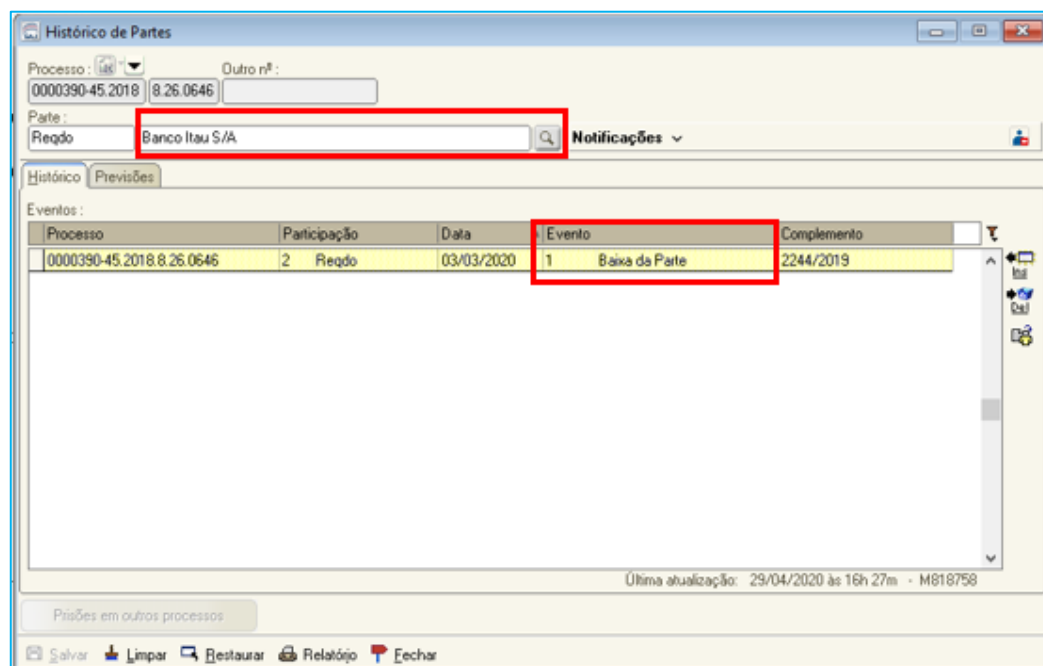 Histórico de Partes
Processo : Outro nº :
0000390-45.2018 8.26.0646
Parte :
Reqdo Banco Itau S/A Notificações
Histórico Previsões
Eventos :
Processo Participação Data Evento Complemento
0000390-45.2018.8.26.0646 2 Reqdo 03/03/2020 1 Baixa da Parte 2244/2019
Última atualização: 29/04/2020 às 16h 27m - M818758
Prisões em outros processos
Salvar Limpar Restaurar Relatório Fechar